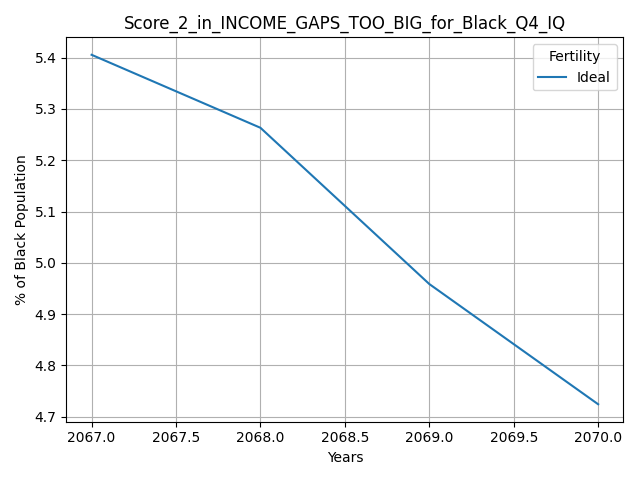 Score_2_in_INCOME_GAPS_TOO_BIG_for_Black_Q4_IQ
Fertility
Ideal
% of Black Population
5.4
5.3
5.2
5.1
5.0
4.9
4.8
4.7
2067.0 2067.5 2068.0 2068.5 2069.0 2069.5 2070.0
Years